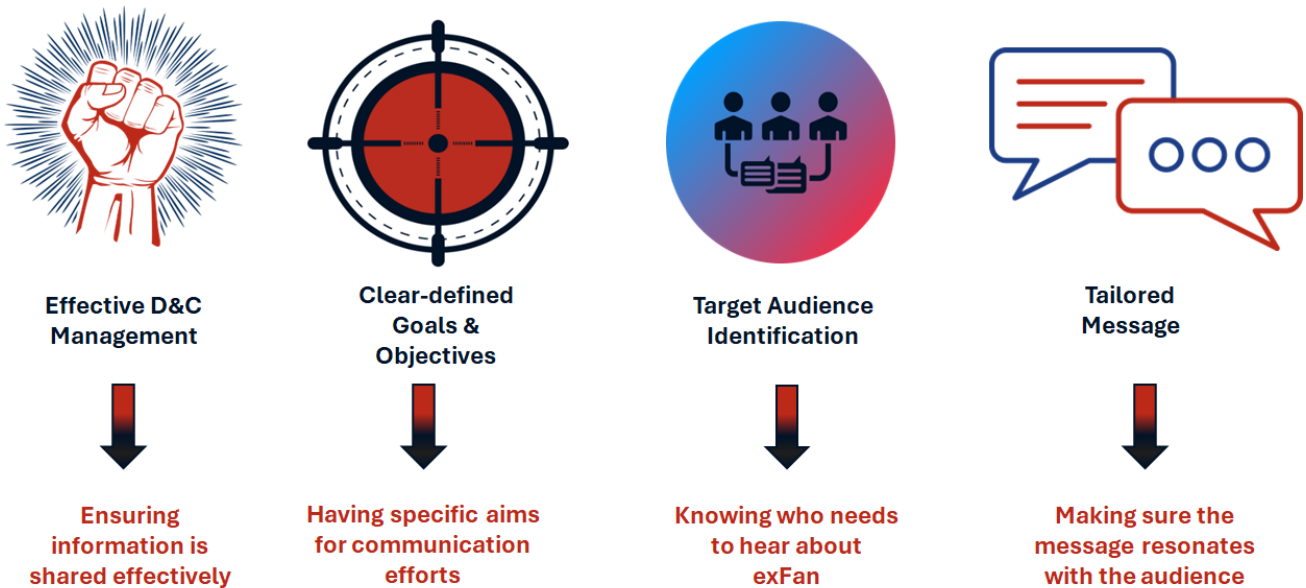 Effective D&C
Management
Clear-defined
Goals &
Objectives
Target Audience
Identification
Tailored
Message
Ensuring
information is
shared effectively
Having specific aims
for communication
efforts
Knowing who needs
to hear about
exFan
Making sure the
message resonates
with the audience